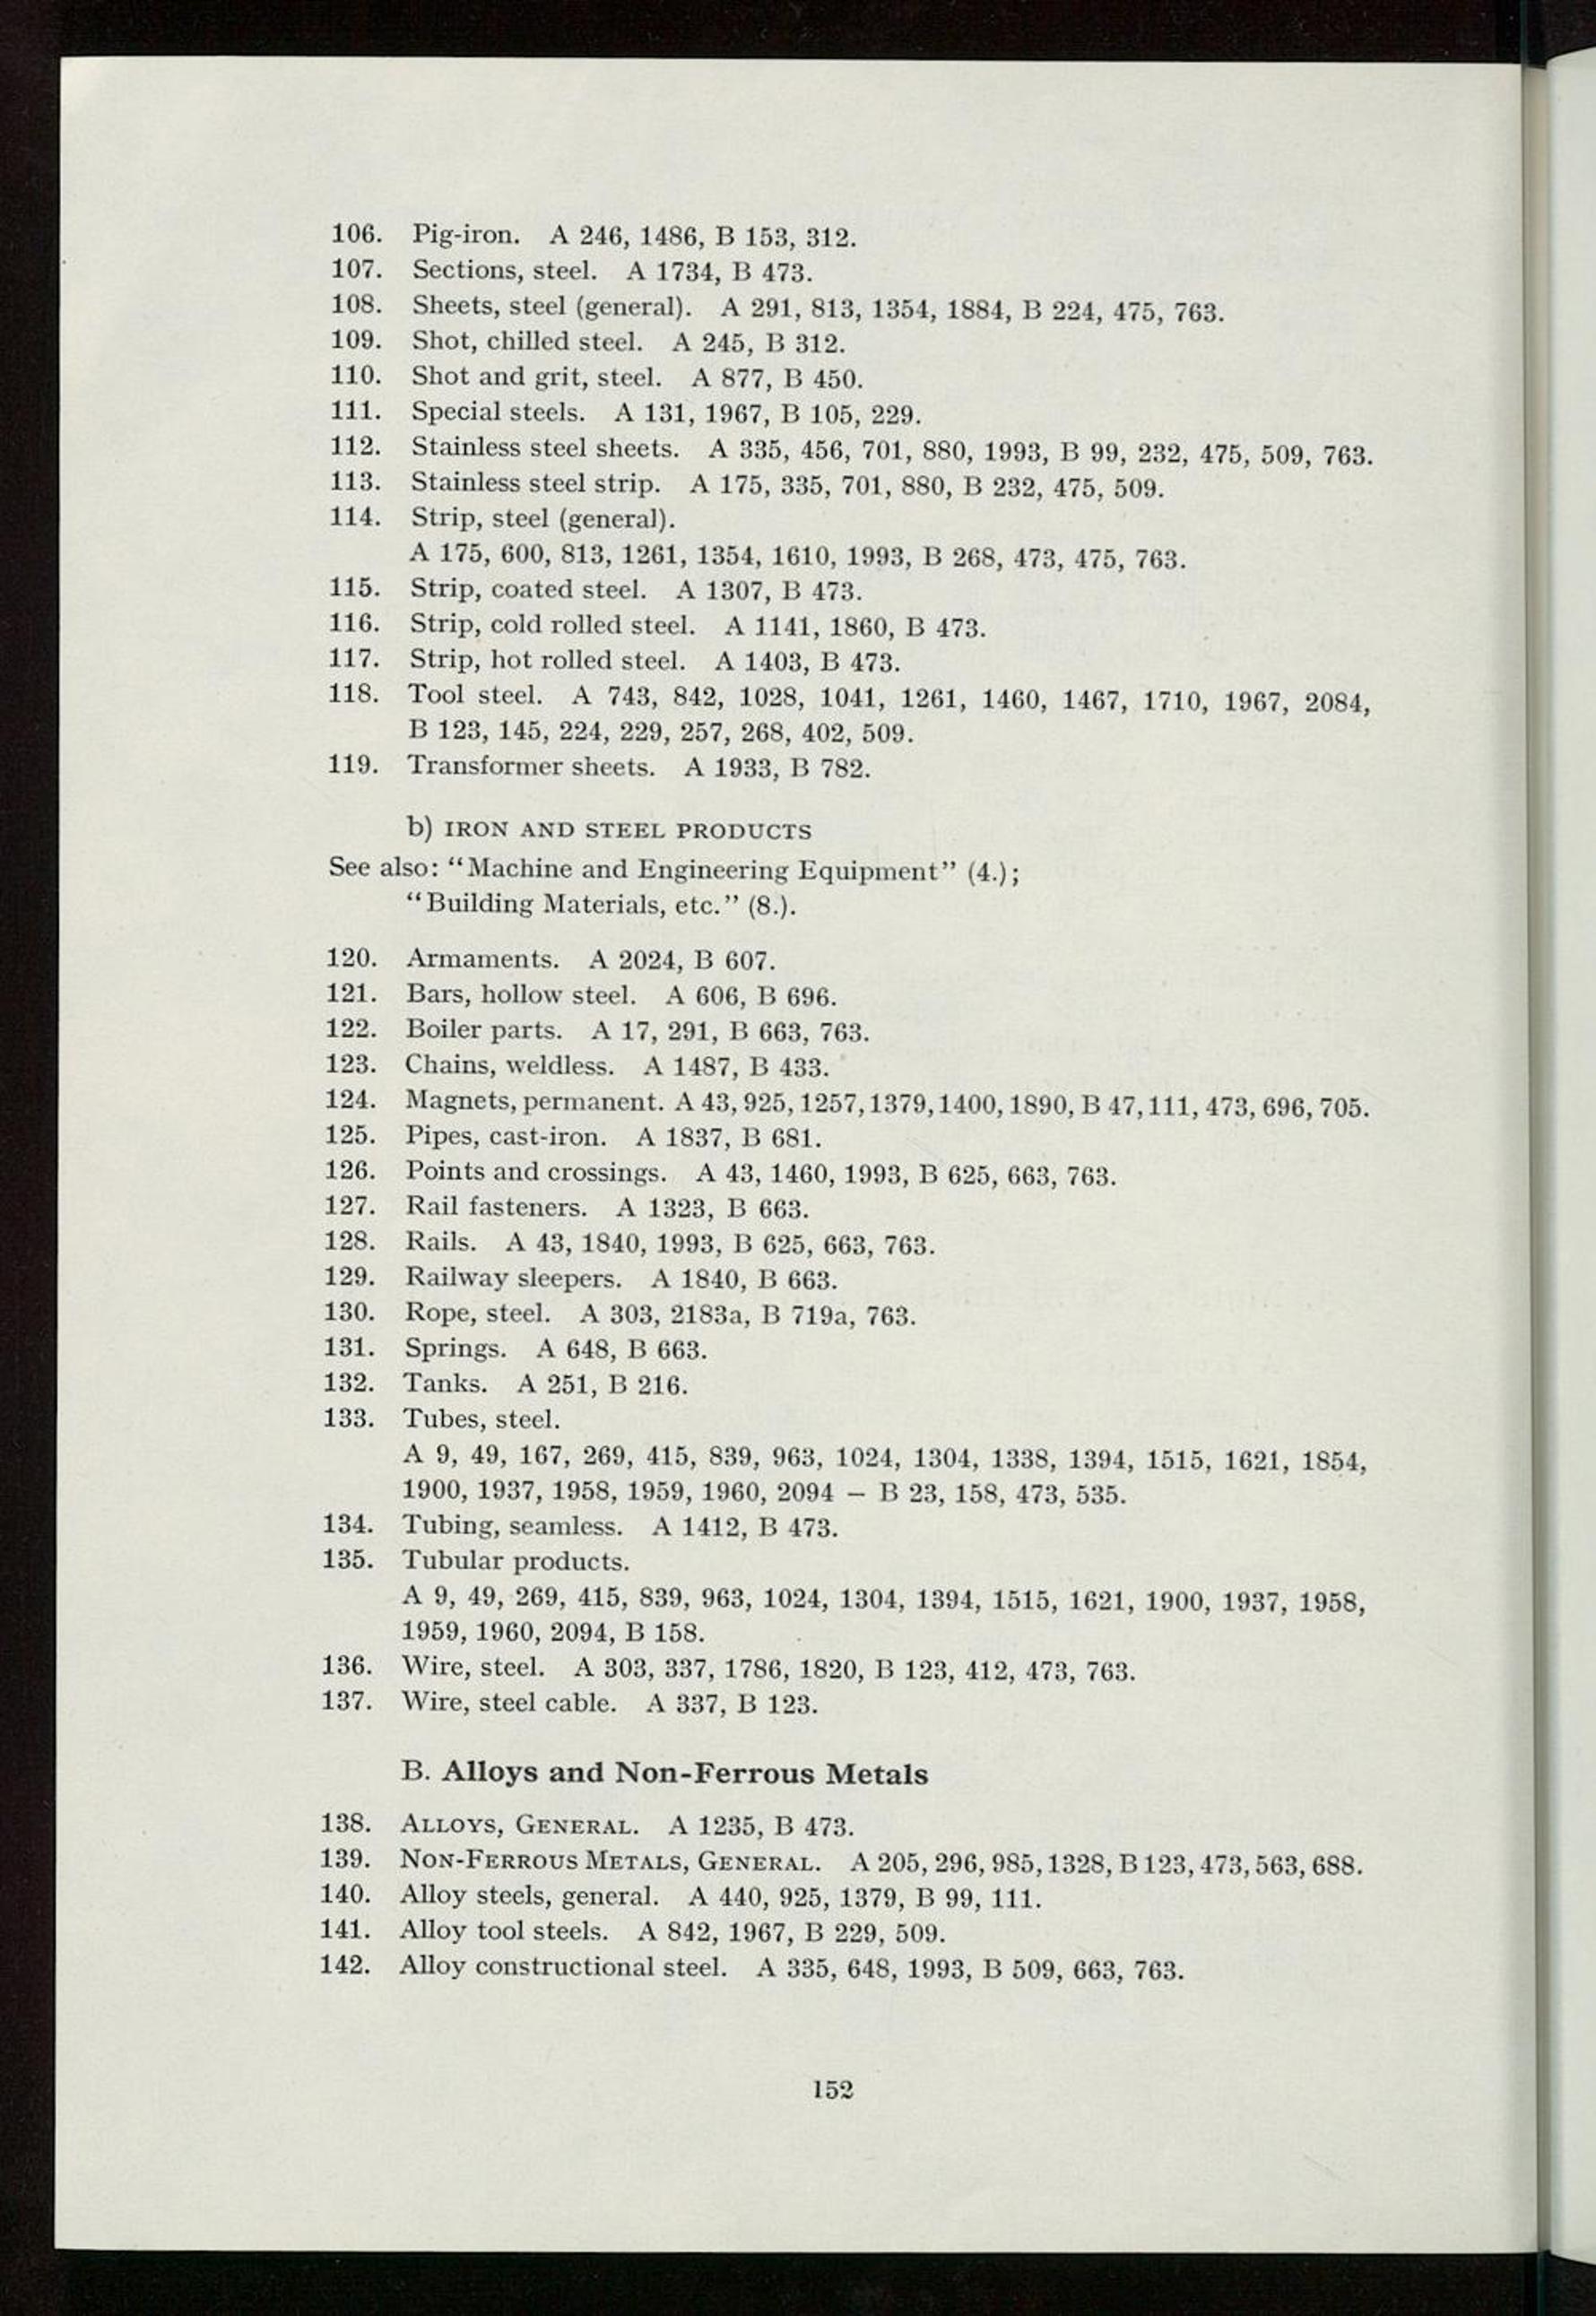 106. Pig-iron. A 246, 1486, B 153, 312.
107. Sections, steel. A 1734, B 473.
108. Sheets, steel (general). A 291, 813, 1354, 1884, B 224, 475, 763.
109. Shot, chilled steel. A 245, B 312.
110. Shot and grit, steel. A 877, B 450.
111. Special steels. A 131, 1967, B 105, 229.
112. Stainless steel sheets. A 335, 456, 701, 880, 1993, B 99, 232, 475, 509, 763.
113. Stainless steel strip. A 175, 335, 701, 880, B 232, 475, 509.
114. Strip, steel (general).
A 175, 600, 813, 1261, 1354, 1610, 1993, B 268, 473, 475, 763.
115. Strip, coated steel. A 1307, B 473.
116. Strip, cold rolled steel. A 1141, 1860, B 473.
117. Strip, hot rolled steel. A 1403, B 473.
118. Tool steel. A 743, 842, 1028, 1041, 1261, 1460, 1467, 1710, 1967, 2084,
B 123, 145, 224, 229, 257, 268, 402, 509.
119. Transformer sheets. A 1933, B 782.
b) IRON AND STEEL PRODUCTS
See also: “Machine and Engineering Equipment” (4.);
“Building Materials, etc.” (8.).
120. Armaments. A 2024, B 607.
121. Bars, hollow steel. A 606, B 696.
122. Boiler parts. A 17, 291, B 663, 763.
123. Chains, weldless. A 1487, B 433.
124. Magnets, permanent. A 43, 925, 1257, 1379, 1400, 1890, B 47, 111, 473, 696, 705.
125. Pipes, cast-iron. A 1837, B 681.
126. Points and crossings. A 43, 1460, 1993, B 625, 663, 763.
127. Rail fasteners. A 1323, B 663.
128. Rails. A 43, 1840, 1993, B 625, 663, 763.
129. Railway sleepers. A 1840, B 663.
130. Rope, steel. A 303, 2183a, B 719a, 763.
131. Springs. A 648, B 663.
132. Tanks. A 251, B 216.
133. Tubes, steel.
A 9, 49, 167, 269, 415, 839, 963, 1024, 1304, 1338, 1394, 1515, 1621, 1854,
1900, 1937, 1958, 1959, 1960, 2094 – B 23, 158, 473, 535.
134. Tubing, seamless. A 1412, B 473.
135. Tubular products.
A 9, 49, 269, 415, 839, 963, 1024, 1304, 1394, 1515, 1621, 1900, 1937, 1958,
1959, 1960, 2094, B 158.
136. Wire, steel. A 303, 337, 1786, 1820, B 123, 412, 473, 763.
137. Wire, steel cable. A 337, B 123.
B. Alloys and Non-Ferrous Metals
138. ALLOYS, GENERAL. A 1235, B 473.
139. NON-FERROUS METALS, GENERAL. A 205, 296, 985, 1328, B 123, 473, 563, 688.
140. Alloy steels, general. A 440, 925, 1379, B 99, 111.
141. Alloy tool steels. A 842, 1967, B 229, 509.
142. Alloy constructional steel. A 335, 648, 1993, B 509, 663, 763.
152